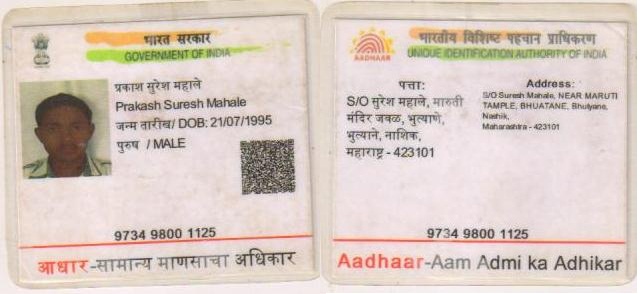 भारत सरकार
GOVERNMENT OF INDIA
प्रकाश सुरेश महाले
Prakash Suresh Mahale
जन्म तारीख/ DOB: 21/07/1995
पुरुष / MALE
9734 9800 1125
आधार-सामान्य माणसाचा अधिकार
भारतीय विशिष्ट पहचान प्राधिकरण
UNIQUE IDENTIFICATION AUTHORITY OF INDIA
AADHAAR
पत्ता:
S/O सुरेश महाले, मारुती
मंदिर जवळ, भुत्याणे,
भुत्याने, नाशिक,
महाराष्ट्र - 423101
Address:
S/O Suresh Mahale, NEAR MARUTI
TAMPLE, BHUATANE, Bhutyane,
Nashik,
Maharashtra - 423101
9734 9800 1125
Aadhaar-Aam Admi ka Adhikar